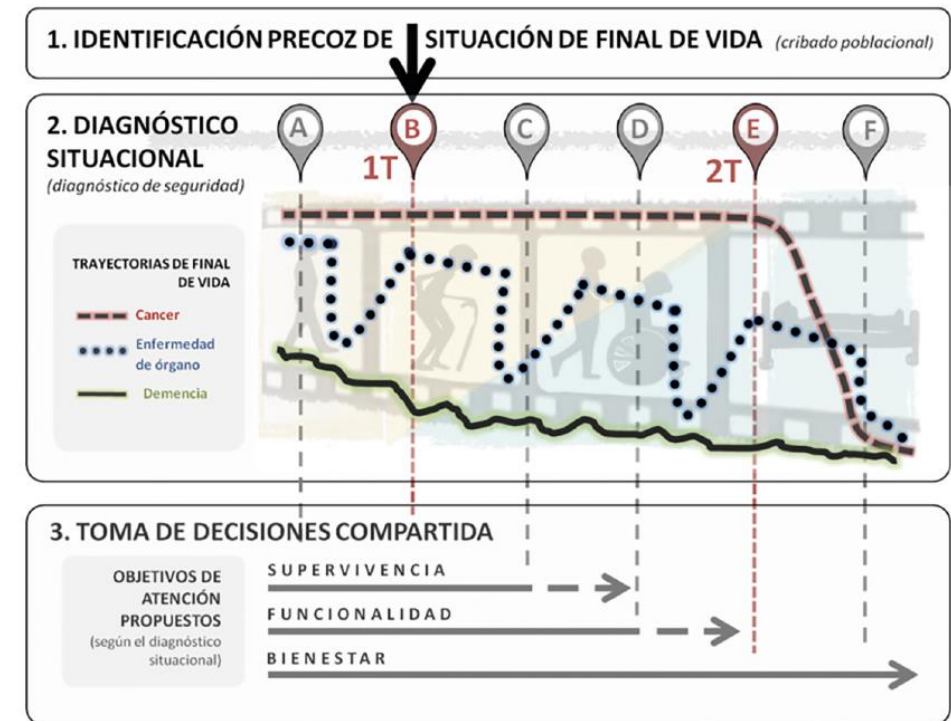 1. IDENTIFICACIÓN PRECOZ DE SITUACIÓN DE FINAL DE VIDA (cribado poblacional)
2. DIAGNÓSTICO
SITUACIONAL
(diagnóstico de seguridad)
A B C D E F
1T 2T
TRAYECTORIAS DE FINAL
DE VIDA
Cancer
Enfermedad
de órgano
Demencia
3. TOMA DE DECISIONES COMPARTIDA
OBJETIVOS DE
ATENCIÓN
PROPUESTOS
(según el diagnóstico
situacional)
SUPERVIVENCIA
FUNCIONALIDAD
BIENESTAR